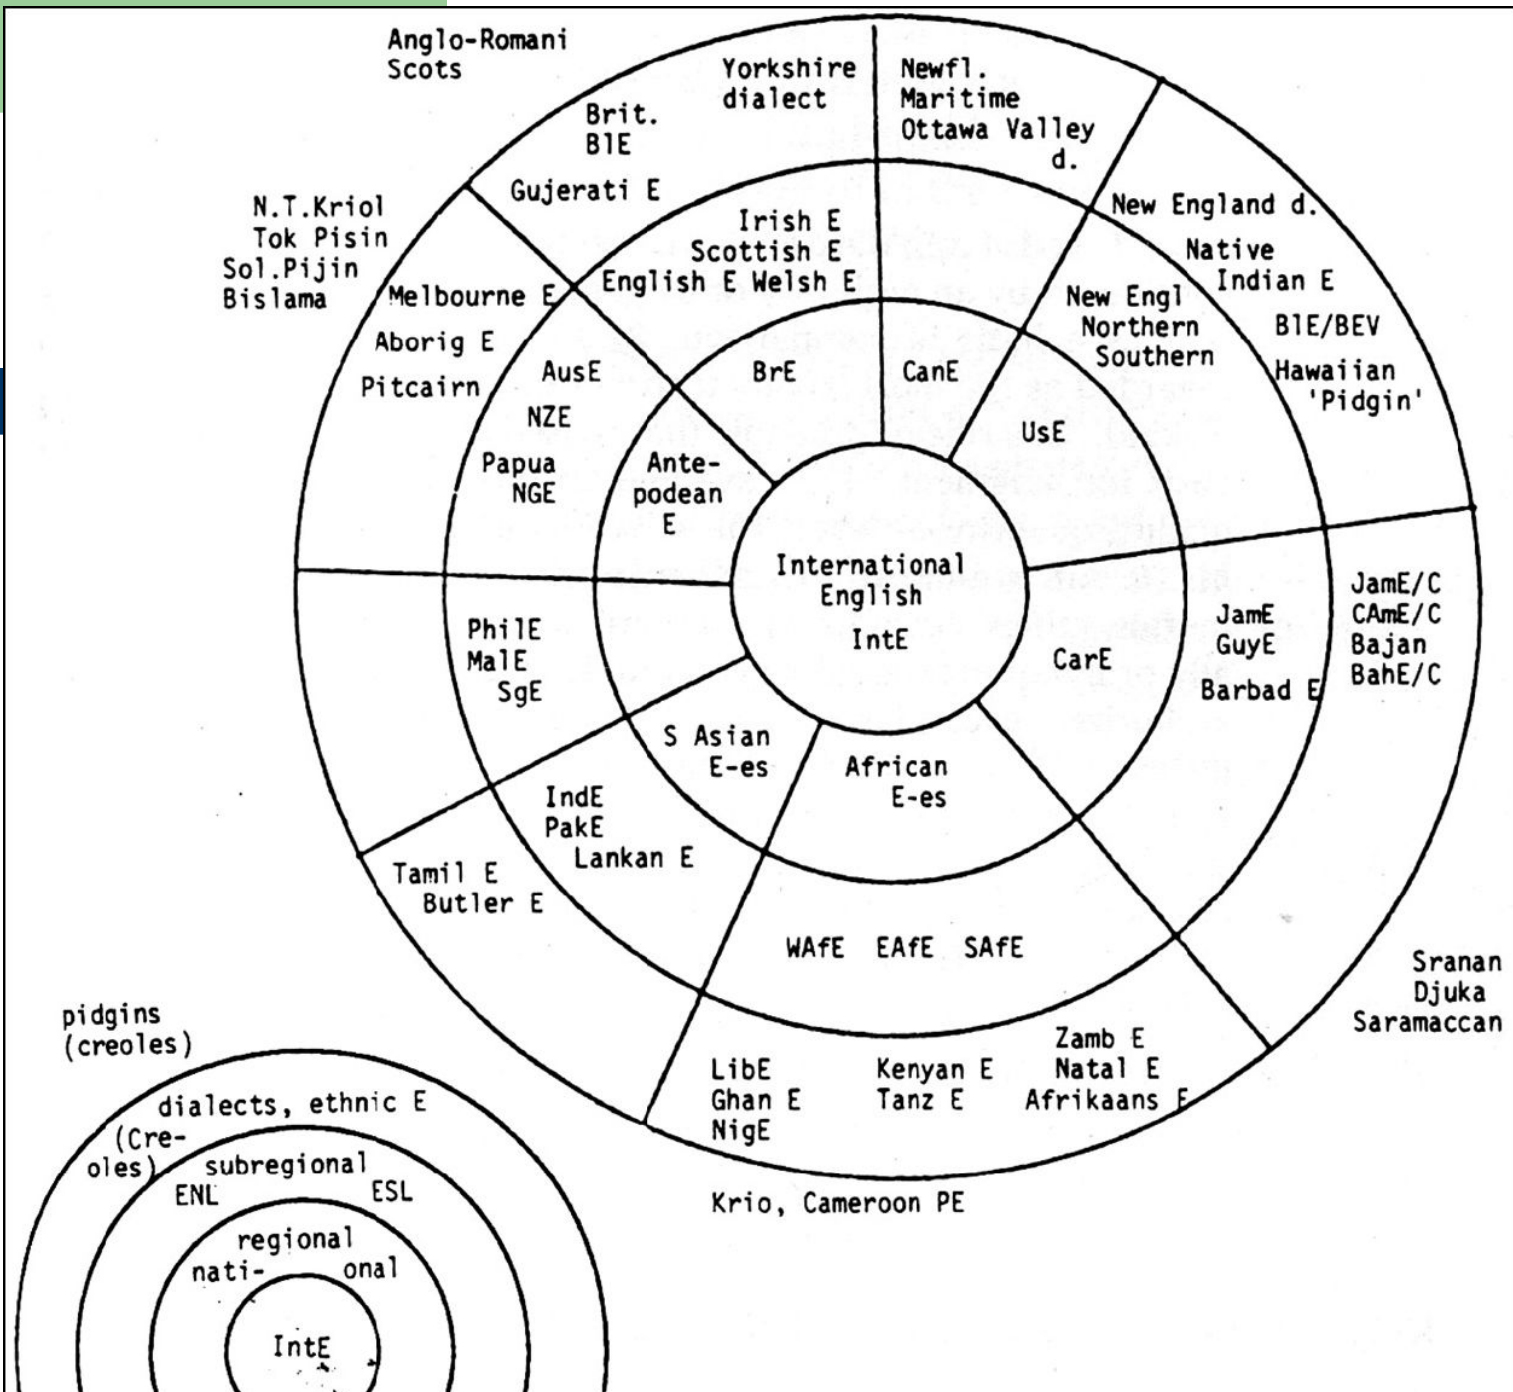 Anglo-Romani
Scots
Yorkshire
dialect
Brit.
BlE
Gujerati E
Newfl.
Maritime
Ottawa Valley
d.
N.T.Kriol
Tok Pisin
Sol.Pijin
Bislama
Irish E
Scottish E
English E Welsh E
New England d.
Native
Indian E
BlE/BEV
Hawaiian
'Pidgin'
Melbourne E
Aborig E
Pitcairn
AusE
NZE
Papua
NGE
BrE
CanE
New Engl
Northern
Southern
UsE
Ante-
podean
E
International
English
IntE
PhilE
MalE
SgE
CarE
JamE
GuyE
Barbad E
JamE/C
CAmE/C
Bajan
BahE/C
S Asian
E-es
African
E-es
IndE
PakE
Lankan E
Tamil E
Butler E
WAfE EAfE SAfE
Sranan
Djuka
Saramaccan
LibE
Ghan E
NigE
Kenyan E
Tanz E
Zamb E
Natal E
Afrikaans E
Krio, Cameroon PE
pidgins
(creoles)
dialects, ethnic E
(Cre-
oles)
subregional
ENL ESL
regional
nati- onal
IntE